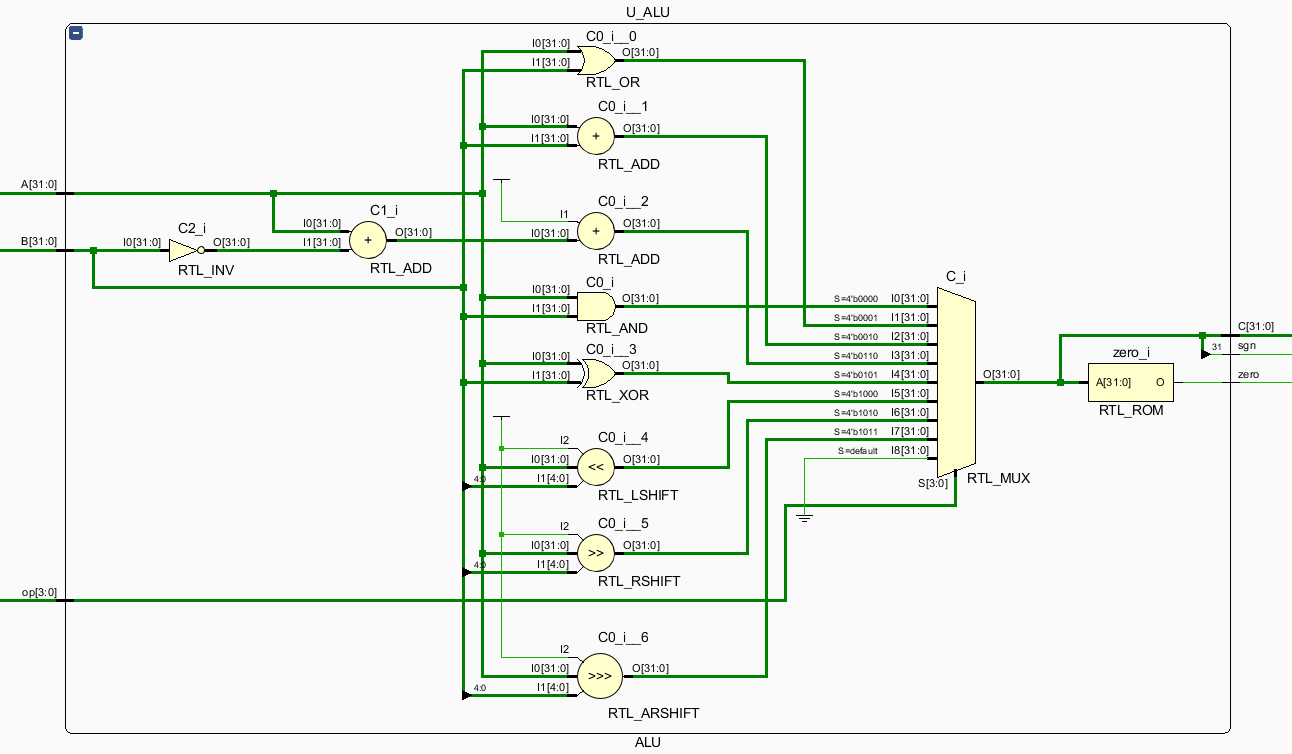 U_ALU
C0_i__0
I0[31:0]
O[31:0]
I1[31:0]
RTL_OR
C0_i__1
I0[31:0]
O[31:0]
I1[31:0]
+
RTL_ADD
A[31:0]
C0_i__2
C1_i
I1
I0[31:0]
O[31:0]
C2_i
I0[31:0]
+
B[31:0]
I0[31:0]
O[31:0]
I1[31:0]
+
O[31:0]
I0[31:0]
RTL_INV
RTL_ADD
RTL_ADD
C0_i
I0[31:0]
O[31:0]
I1[31:0]
RTL_AND
C_i
S=4'b0000
I0[31:0]
S=4'b0001
I1[31:0]
S=4'b0010
I2[31:0]
S=4'b0110
I3[31:0]
S=4'b0101
I4[31:0]
S=4'b1000
I5[31:0]
S=4'b1010
I6[31:0]
S=4'b1011
I7[31:0]
S=default
I8[31:0]
O[31:0]
S[3:0]
RTL_MUX
C[31:0]
31
sgn
zero_i
zero
A[31:0]
O
RTL_ROM
C0_i__3
I0[31:0]
O[31:0]
I1[31:0]
RTL_XOR
C0_i__4
I2
I0[31:0]
<<
O[31:0]
4:0
I1[4:0]
RTL_LSHIFT
C0_i__5
I2
I0[31:0]
>>
O[31:0]
4:0
I1[4:0]
RTL_RSHIFT
op[3:0]
C0_i__6
I2
I0[31:0]
>>>
O[31:0]
4:0
I1[4:0]
RTL_ARSHIFT
ALU